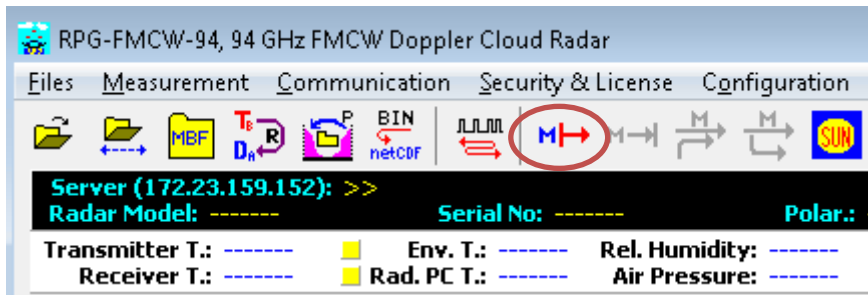 RPG-FMCW-94, 94 GHz FMCW Doppler Cloud Radar
Files Measurement Communication Security & License Configuration
MBF TB DA R P BIN netCDF M M M M SUN
Server (172.23.159.152): >>
Radar Model: ------- Serial No: ------- Polar.:
Transmitter T.: ------- Env. T.: ------- Rel. Humidity: -------
Receiver T.: ------- Rad. PC T.: ------- Air Pressure: -------